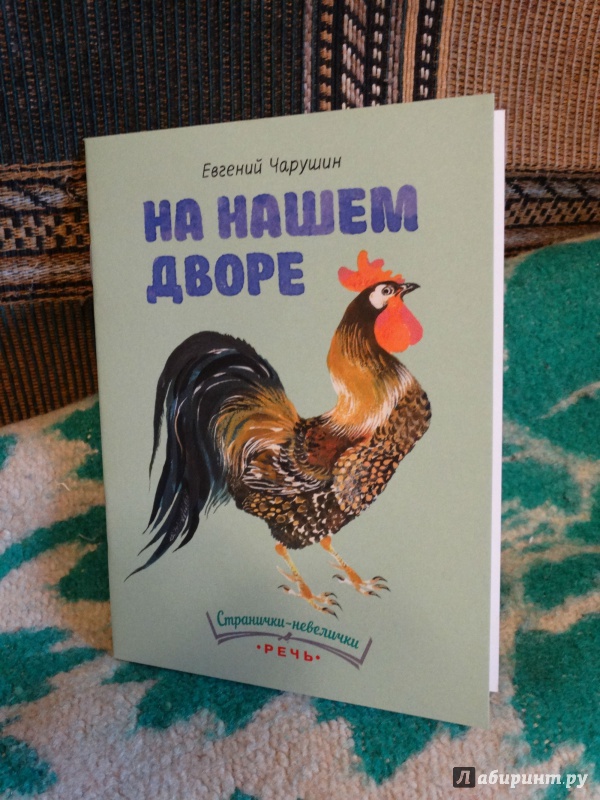 Евгений Чарушин
НА НАШЕМ
ДВОРЕ
Странички-невелички
•РЕЧЬ•
Лабиринт.ру